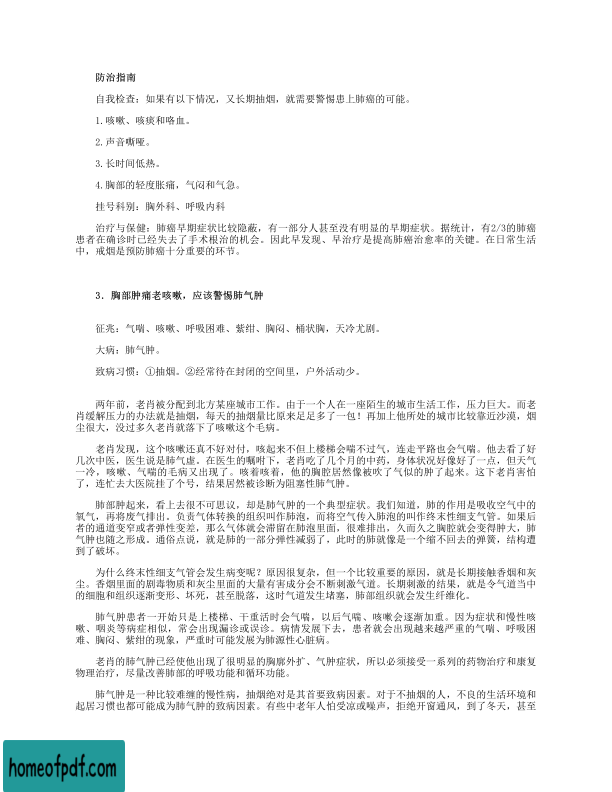 防治指南
自我检查：如果有以下情况，又长期抽烟，就需要警惕患上肺癌的可能。
1.咳嗽、咳痰和咯血。
2.声音嘶哑。
3.长时间低热。
4.胸部的轻度胀痛，气闷和气急。
挂号科别：胸外科、呼吸内科
治疗与保健：肺癌早期症状比较隐蔽，有一部分人甚至没有明显的早期症状。据统计，有2/3的肺癌
患者在确诊时已经失去了手术根治的机会。因此早发现、早治疗是提高肺癌治愈率的关键。在日常生活
中，戒烟是预防肺癌十分重要的环节。
3．胸部肿痛老咳嗽，应该警惕肺气肿
征兆：气喘、咳嗽、呼吸困难、紫绀、胸闷、桶状胸，天冷尤剧。
大病：肺气肿。
致病习惯：①抽烟。②经常待在封闭的空间里，户外活动少。
两年前，老肖被分配到北方某座城市工作。由于一个人在一座陌生的城市生活工作，压力巨大。而老
肖缓解压力的办法就是抽烟，每天的抽烟量比原来足足多了一包！再加上他所处的城市比较靠近沙漠，烟
尘很大，没过多久老肖就落下了咳嗽这个毛病。
老肖发现，这个咳嗽还真不好对付，咳起来不但上楼梯会喘不过气，连走平路也会气喘。他去看了好
几次中医，医生说是肺气虚。在医生的嘱咐下，老肖吃了几个月的中药，身体状况好像好了一点，但天气
一冷，咳嗽、气喘的毛病又出现了。咳着咳着，他的胸腔居然像被吹了气似的肿了起来。这下老肖害怕
了，连忙去大医院挂了个号，结果居然被诊断为阻塞性肺气肿。
肺部肿起来，看上去很不可思议，却是肺气肿的一个典型症状。我们知道，肺的作用是吸收空气中的
氧气，再将废气排出。负责气体转换的组织叫作肺泡，而将空气传入肺泡的叫作终末性细支气管。如果后
者的通道变窄或者弹性变差，那么气体就会滞留在肺泡里面，很难排出，久而久之胸腔就会变得肿大，肺
气肿也随之形成。通俗点说，就是肺的一部分弹性减弱了，此时的肺就像是一个缩不回去的弹簧，结构遭
到了破坏。
为什么终末性细支气管会发生病变呢？原因很复杂，但一个比较重要的原因，就是长期接触香烟和灰
尘。香烟里面的剧毒物质和灰尘里面的大量有害成分会不断刺激气道。长期刺激的结果，就是令气道当中
的细胞和组织逐渐变形、坏死，甚至脱落，这时气道发生堵塞，肺部组织就会发生纤维化。
肺气肿患者一开始只是上楼梯、干重活时会气喘，以后气喘、咳嗽会逐渐加重。因为症状和慢性咳
嗽、咽炎等病症相似，常会出现漏诊或误诊。病情发展下去，患者就会出现越来越严重的气喘、呼吸困
难、胸闷、紫绀的现象，严重时可能发展为肺源性心脏病。
老肖的肺气肿已经使他出现了很明显的胸廓外扩、气肿症状，所以必须接受一系列的药物治疗和康复
物理治疗，尽量改善肺部的呼吸功能和循环功能。
肺气肿是一种比较难缠的慢性病，抽烟绝对是其首要致病因素。对于不抽烟的人，不良的生活环境和
起居习惯也都可能成为肺气肿的致病因素。有些中老年人怕受凉或噪声，拒绝开窗通风，到了冬天，甚至
homeofpdf.com